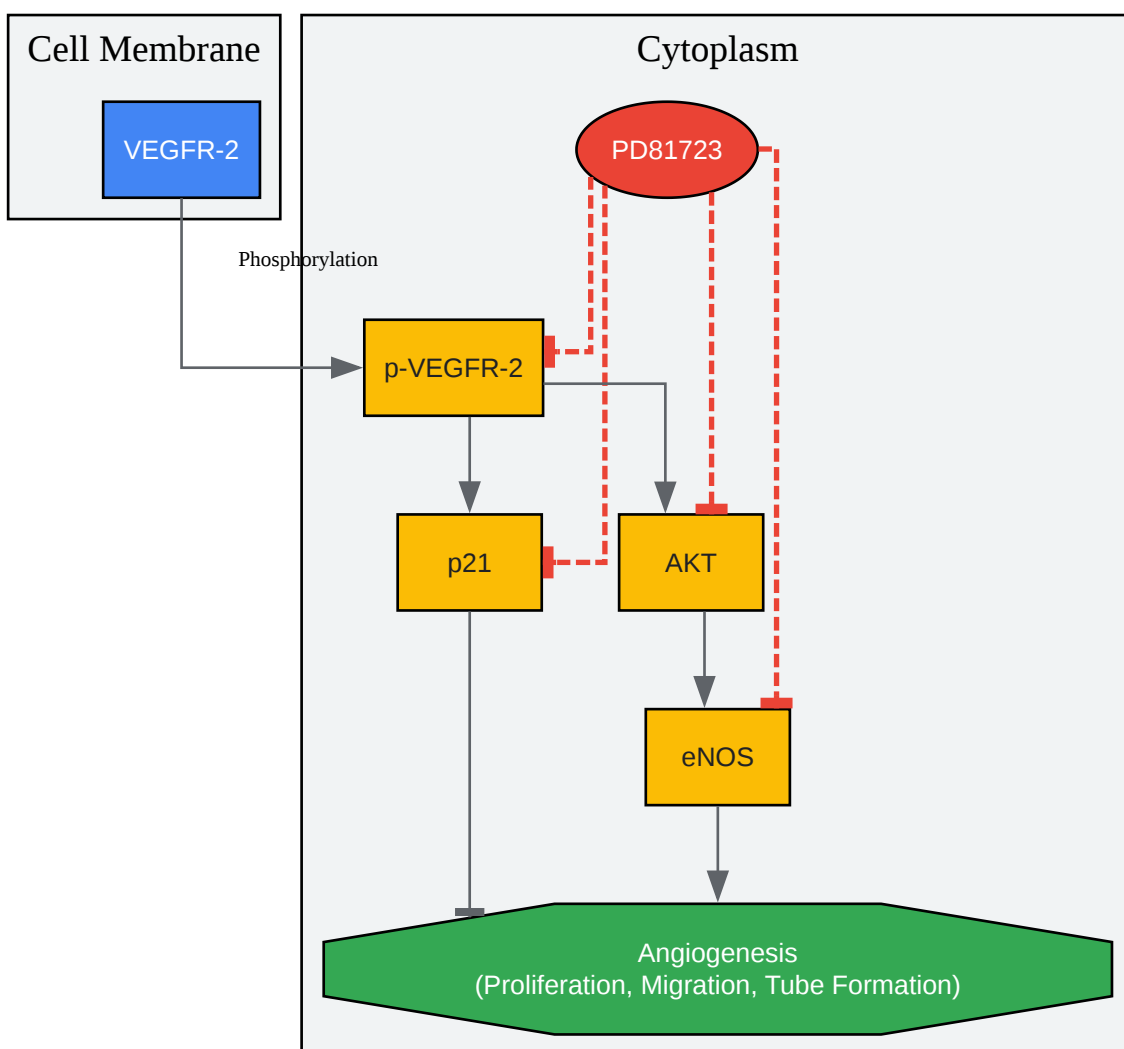 Cell Membrane
Cytoplasm
VEGFR-2
PD81723
Phosphorylation
p-VEGFR-2
p21
AKT
eNOS
Angiogenesis
(Proliferation, Migration, Tube Formation)